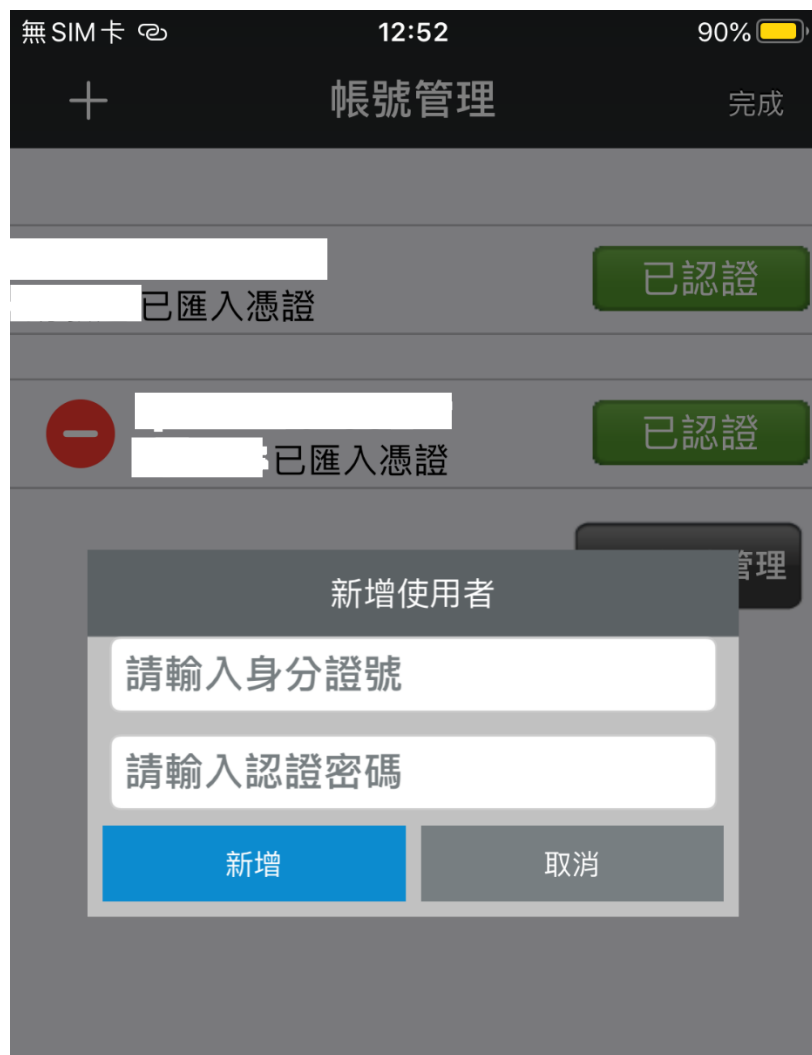 無SIM卡 12:52 90%
帳號管理 完成
已認證
已匯入憑證
已認證
已匯入憑證
管理
新增使用者
請輸入身分證號
請輸入認證密碼
新增 取消